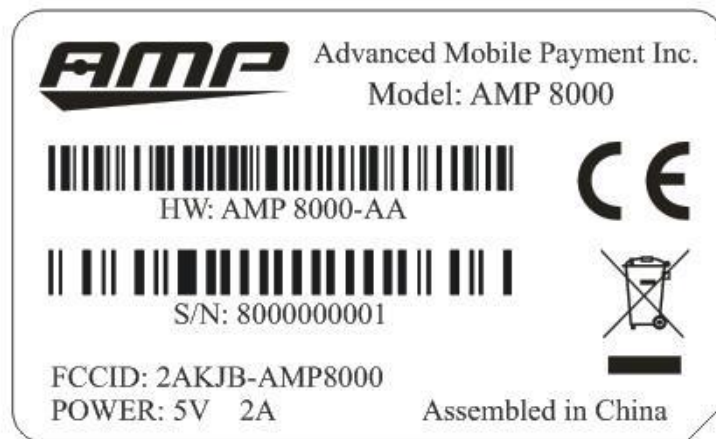 AMP
Advanced Mobile Payment Inc.
Model: AMP 8000
HW: AMP 8000-AA
CE
S/N: 8000000001
FCCID: 2AKJB-AMP8000
POWER: 5V 2A
Assembled in China